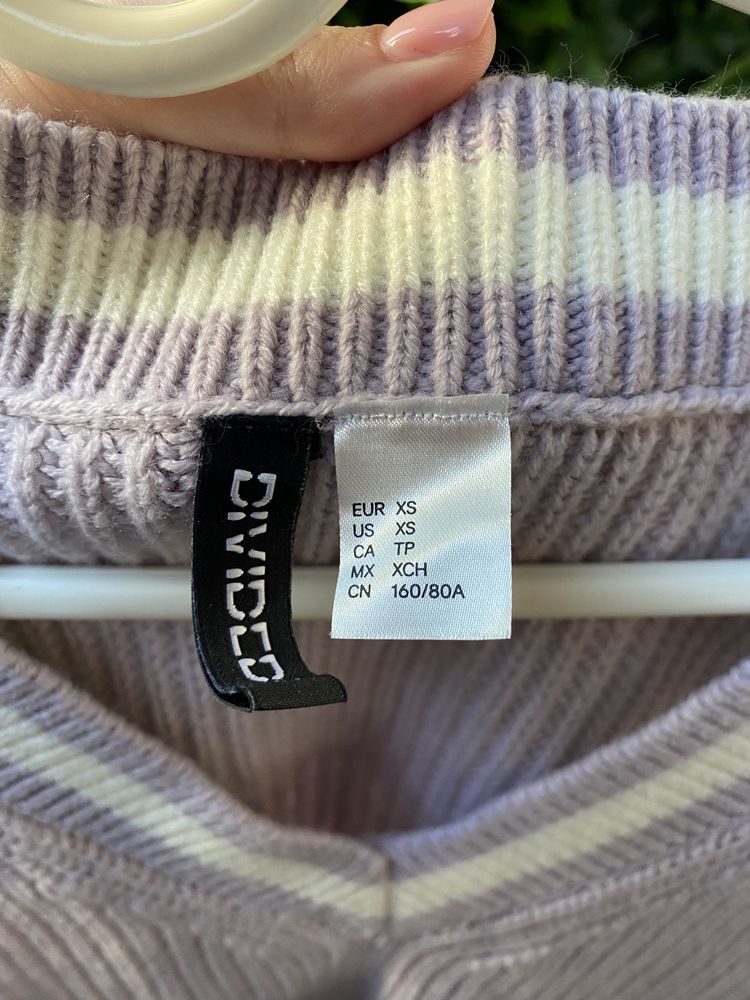 DIVIDED
EUR XS
US XS
CA TP
MX XCH
CN 160/80A